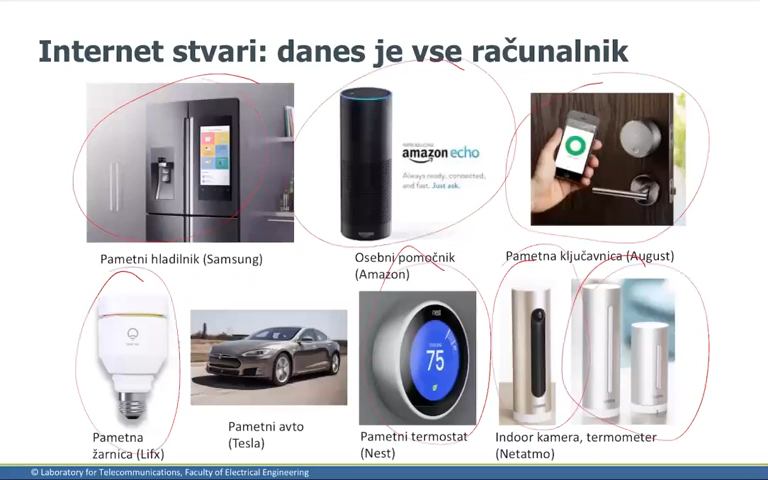 Internet stvari: danes je vse računalnik
amazon echo
Always ready, connected,
and fast. Just ask.
Pametni hladilnik (Samsung)
Osebni pomočnik
(Amazon)
Pametna ključavnica (August)
nest
75
Pametna
žarnica (Lifx)
Pametni avto
(Tesla)
Pametni termostat
(Nest)
Indoor kamera, termometer
(Netatmo)
© Laboratory for Telecommunications, Faculty of Electrical Engineering